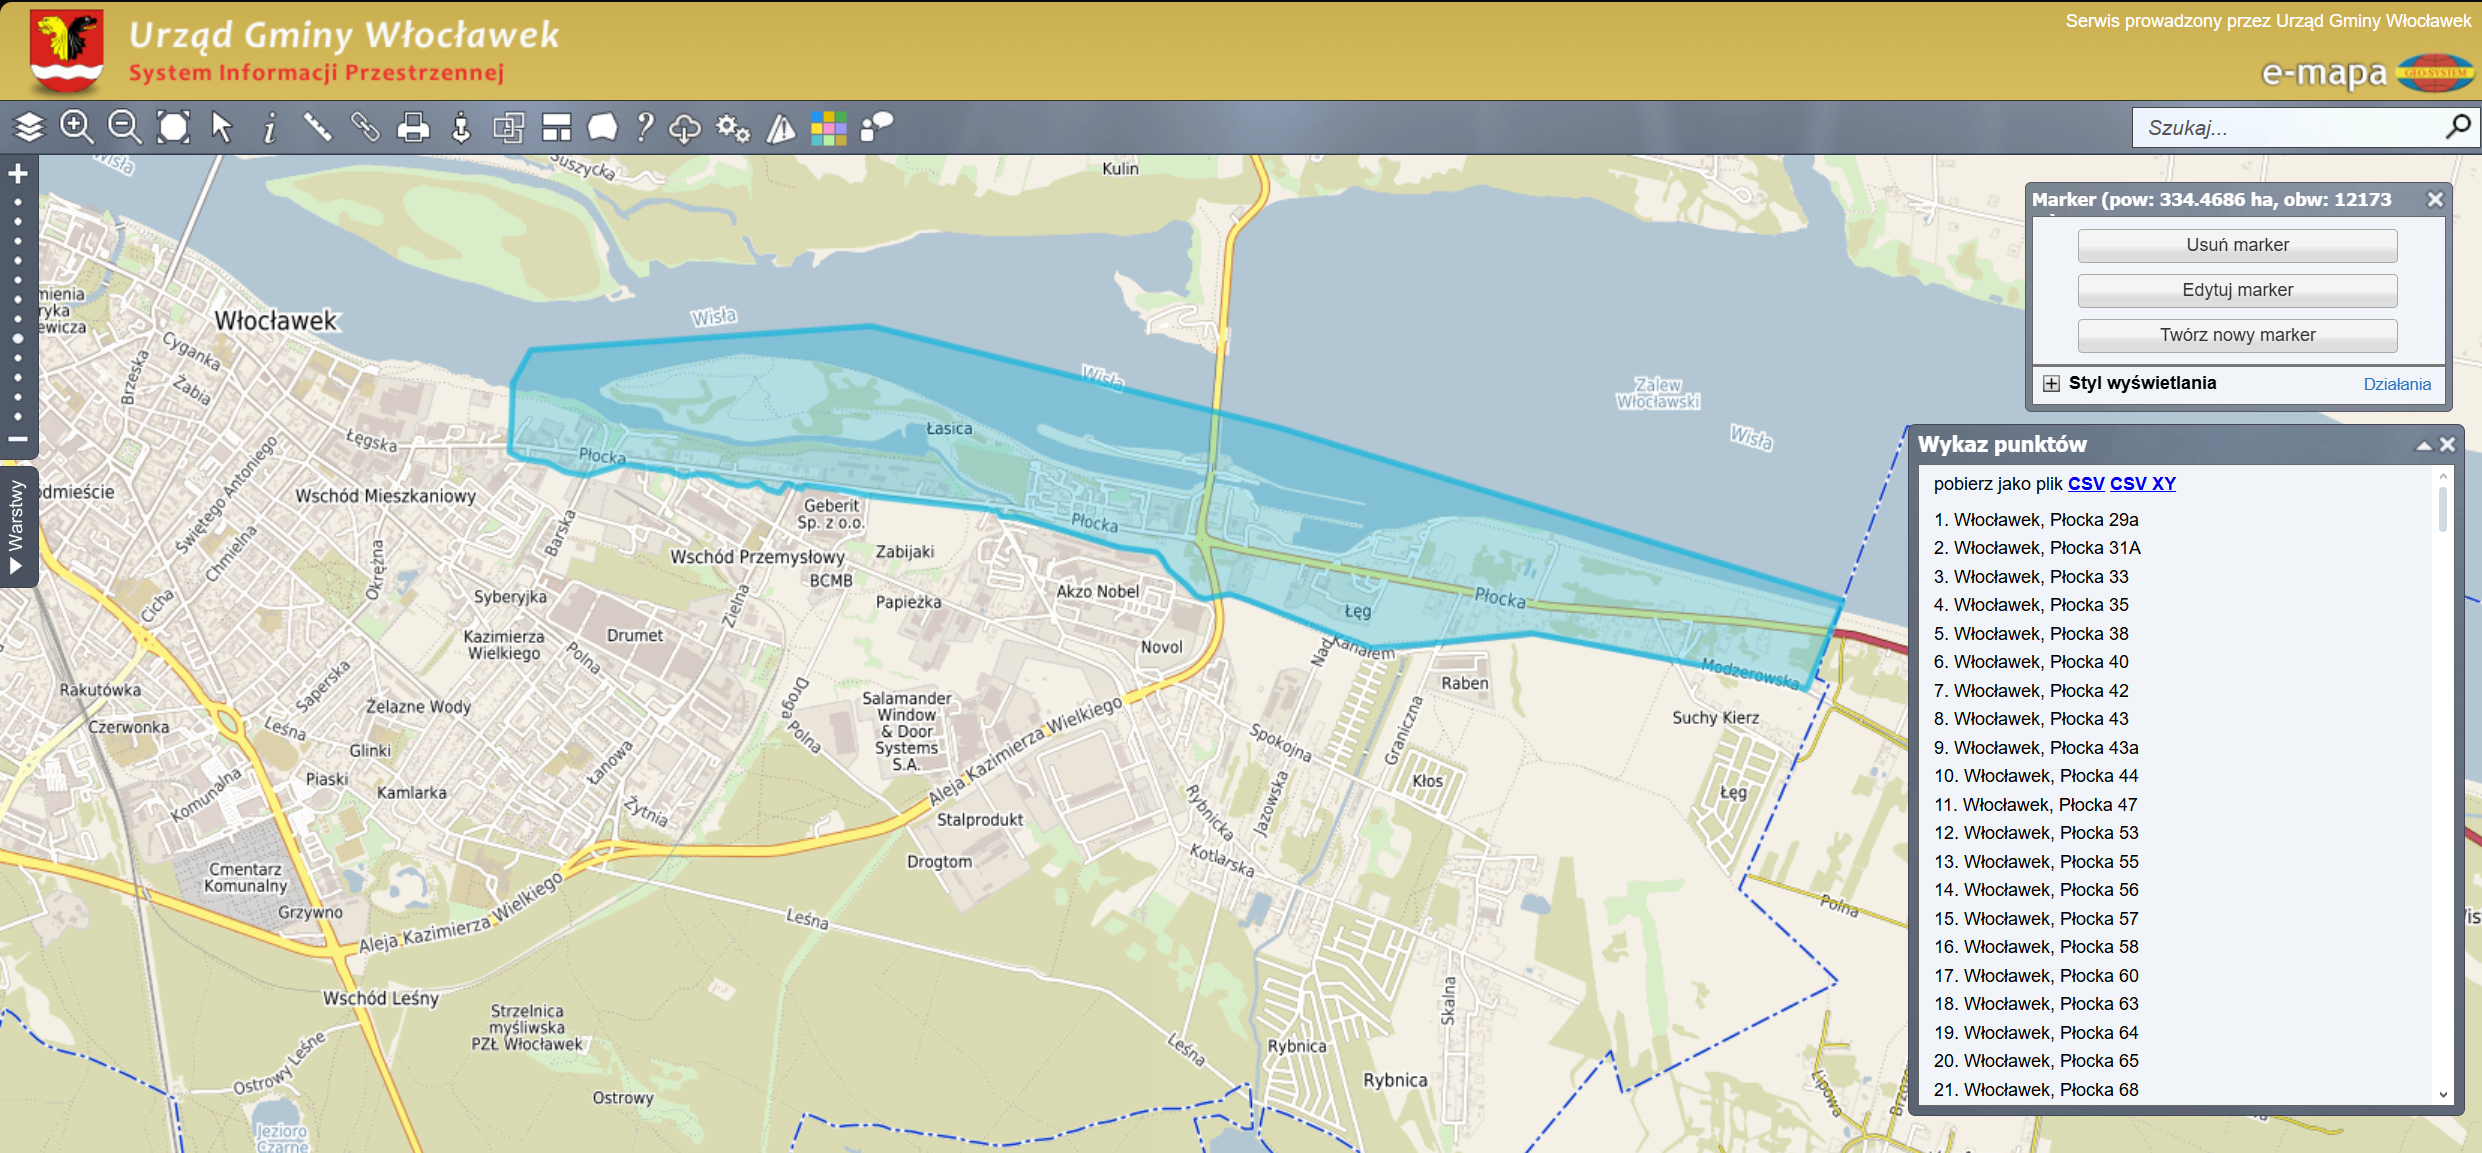 Urząd Gminy Włocławek
System Informacji Przestrzennej
Serwis prowadzony przez Urząd Gminy Włocławek
e-mapa
GEO-SYSTEM
Szukaj...
Warstwy
Marker (pow: 334.4686 ha, obw: 12173
Usuń marker
Edytuj marker
Twórz nowy marker
Styl wyświetlania
Działania
Wykaz punktów
pobierz jako plik CSV CSV XY
1. Włocławek, Płocka 29a
2. Włocławek, Płocka 31A
3. Włocławek, Płocka 33
4. Włocławek, Płocka 35
5. Włocławek, Płocka 38
6. Włocławek, Płocka 40
7. Włocławek, Płocka 42
8. Włocławek, Płocka 43
9. Włocławek, Płocka 43a
10. Włocławek, Płocka 44
11. Włocławek, Płocka 47
12. Włocławek, Płocka 53
13. Włocławek, Płocka 55
14. Włocławek, Płocka 56
15. Włocławek, Płocka 57
16. Włocławek, Płocka 58
17. Włocławek, Płocka 60
18. Włocławek, Płocka 63
19. Włocławek, Płocka 64
20. Włocławek, Płocka 65
21. Włocławek, Płocka 68
Wisła
Suszycka
Kulin
Włocławek
Wisła
Wisła
Zalew
Włocławski
Wisła
Cyganka
Brzeska
Żabia
Łęgska
Łasica
Płocka
Świętego Antoniego
Wschód Mieszkaniowy
Chmielna
Okrężna
Barska
Geberit
Sp. z o.o.
Płocka
Wschód Przemysłowy
BCMB
Zabijaki
Papieżka
Akzo Nobel
Łęg
Płocka
Cicha
Syberyjka
Zielna
Kazimierza
Wielkiego
Polna
Drumet
Novol
Nad Kanałem
Modzerowska
Rakutówka
Czerwonka
Saperska
Leśna
Żelazne Wody
Droga Polna
Salamander
Window
& Door
Systems
S.A.
Raben
Suchy Kierz
Graniczna
Spokojna
Glinki
Łanowa
Piaski
Kamlarka
Komunalna
Żytnia
Aleja Kazimierza Wielkiego
Stalprodukt
Drogtom
Rybnicka
Jazowska
Kłos
Łęg
Kotlarska
Cmentarz
Komunalny
Grzywno
Aleja Kazimierza Wielkiego
Leśna
Polna
Wschód Leśny
Strzelnica
myśliwska
PZŁ Włocławek
Ostrowy Leśne
Ostrowy
Leśna
Rybnica
Skalna
Rybnica
Lipowa
Jezioro
Czarne